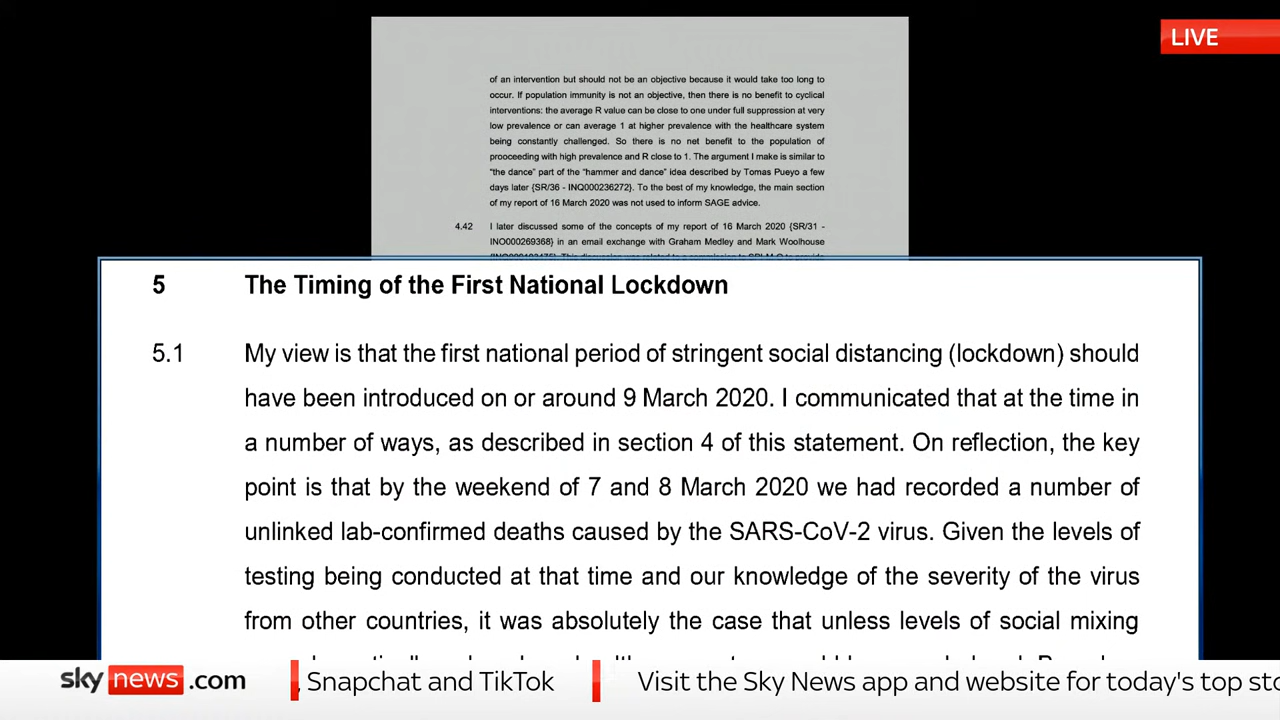 LIVE
of an intervention but should not be an objective because it would take too long to
occur. If population immunity is not an objective, then there is no benefit to cyclical
interventions: the average R value can be close to one under full suppression at very
low prevalence or can average 1 at higher prevalence with the healthcare system
being constantly challenged. So there is no net benefit to the population of
prooceeding with high prevalence and R close to 1. The argument I make is similar to
“the dance” part of the “hammer and dance” idea described by Tomas Pueyo a few
days later {SR/36 - INQ000236272}. To the best of my knowledge, the main section
of my report of 16 March 2020 was not used to inform SAGE advice.
4.42 I later discussed some of the concepts of my report of 16 March 2020 {SR/31 -
INO000269368} in an email exchange with Graham Medley and Mark Woolhouse
5 The Timing of the First National Lockdown
5.1 My view is that the first national period of stringent social distancing (lockdown) should
have been introduced on or around 9 March 2020. I communicated that at the time in
a number of ways, as described in section 4 of this statement. On reflection, the key
point is that by the weekend of 7 and 8 March 2020 we had recorded a number of
unlinked lab-confirmed deaths caused by the SARS-CoV-2 virus. Given the levels of
testing being conducted at that time and our knowledge of the severity of the virus
from other countries, it was absolutely the case that unless levels of social mixing
sky news .com , Snapchat and TikTok Visit the Sky News app and website for today's top sto